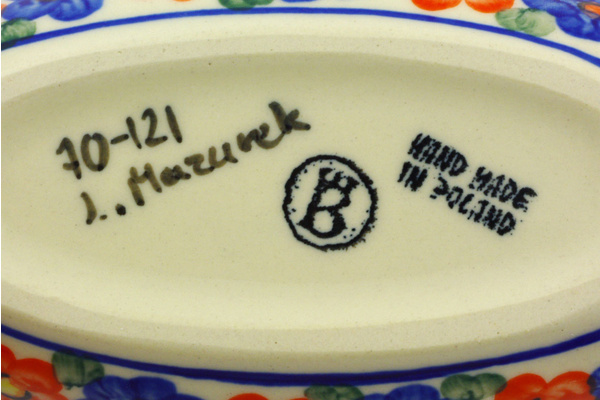 70-121
J. Mazurek
B
HAND MADE
IN POLAND